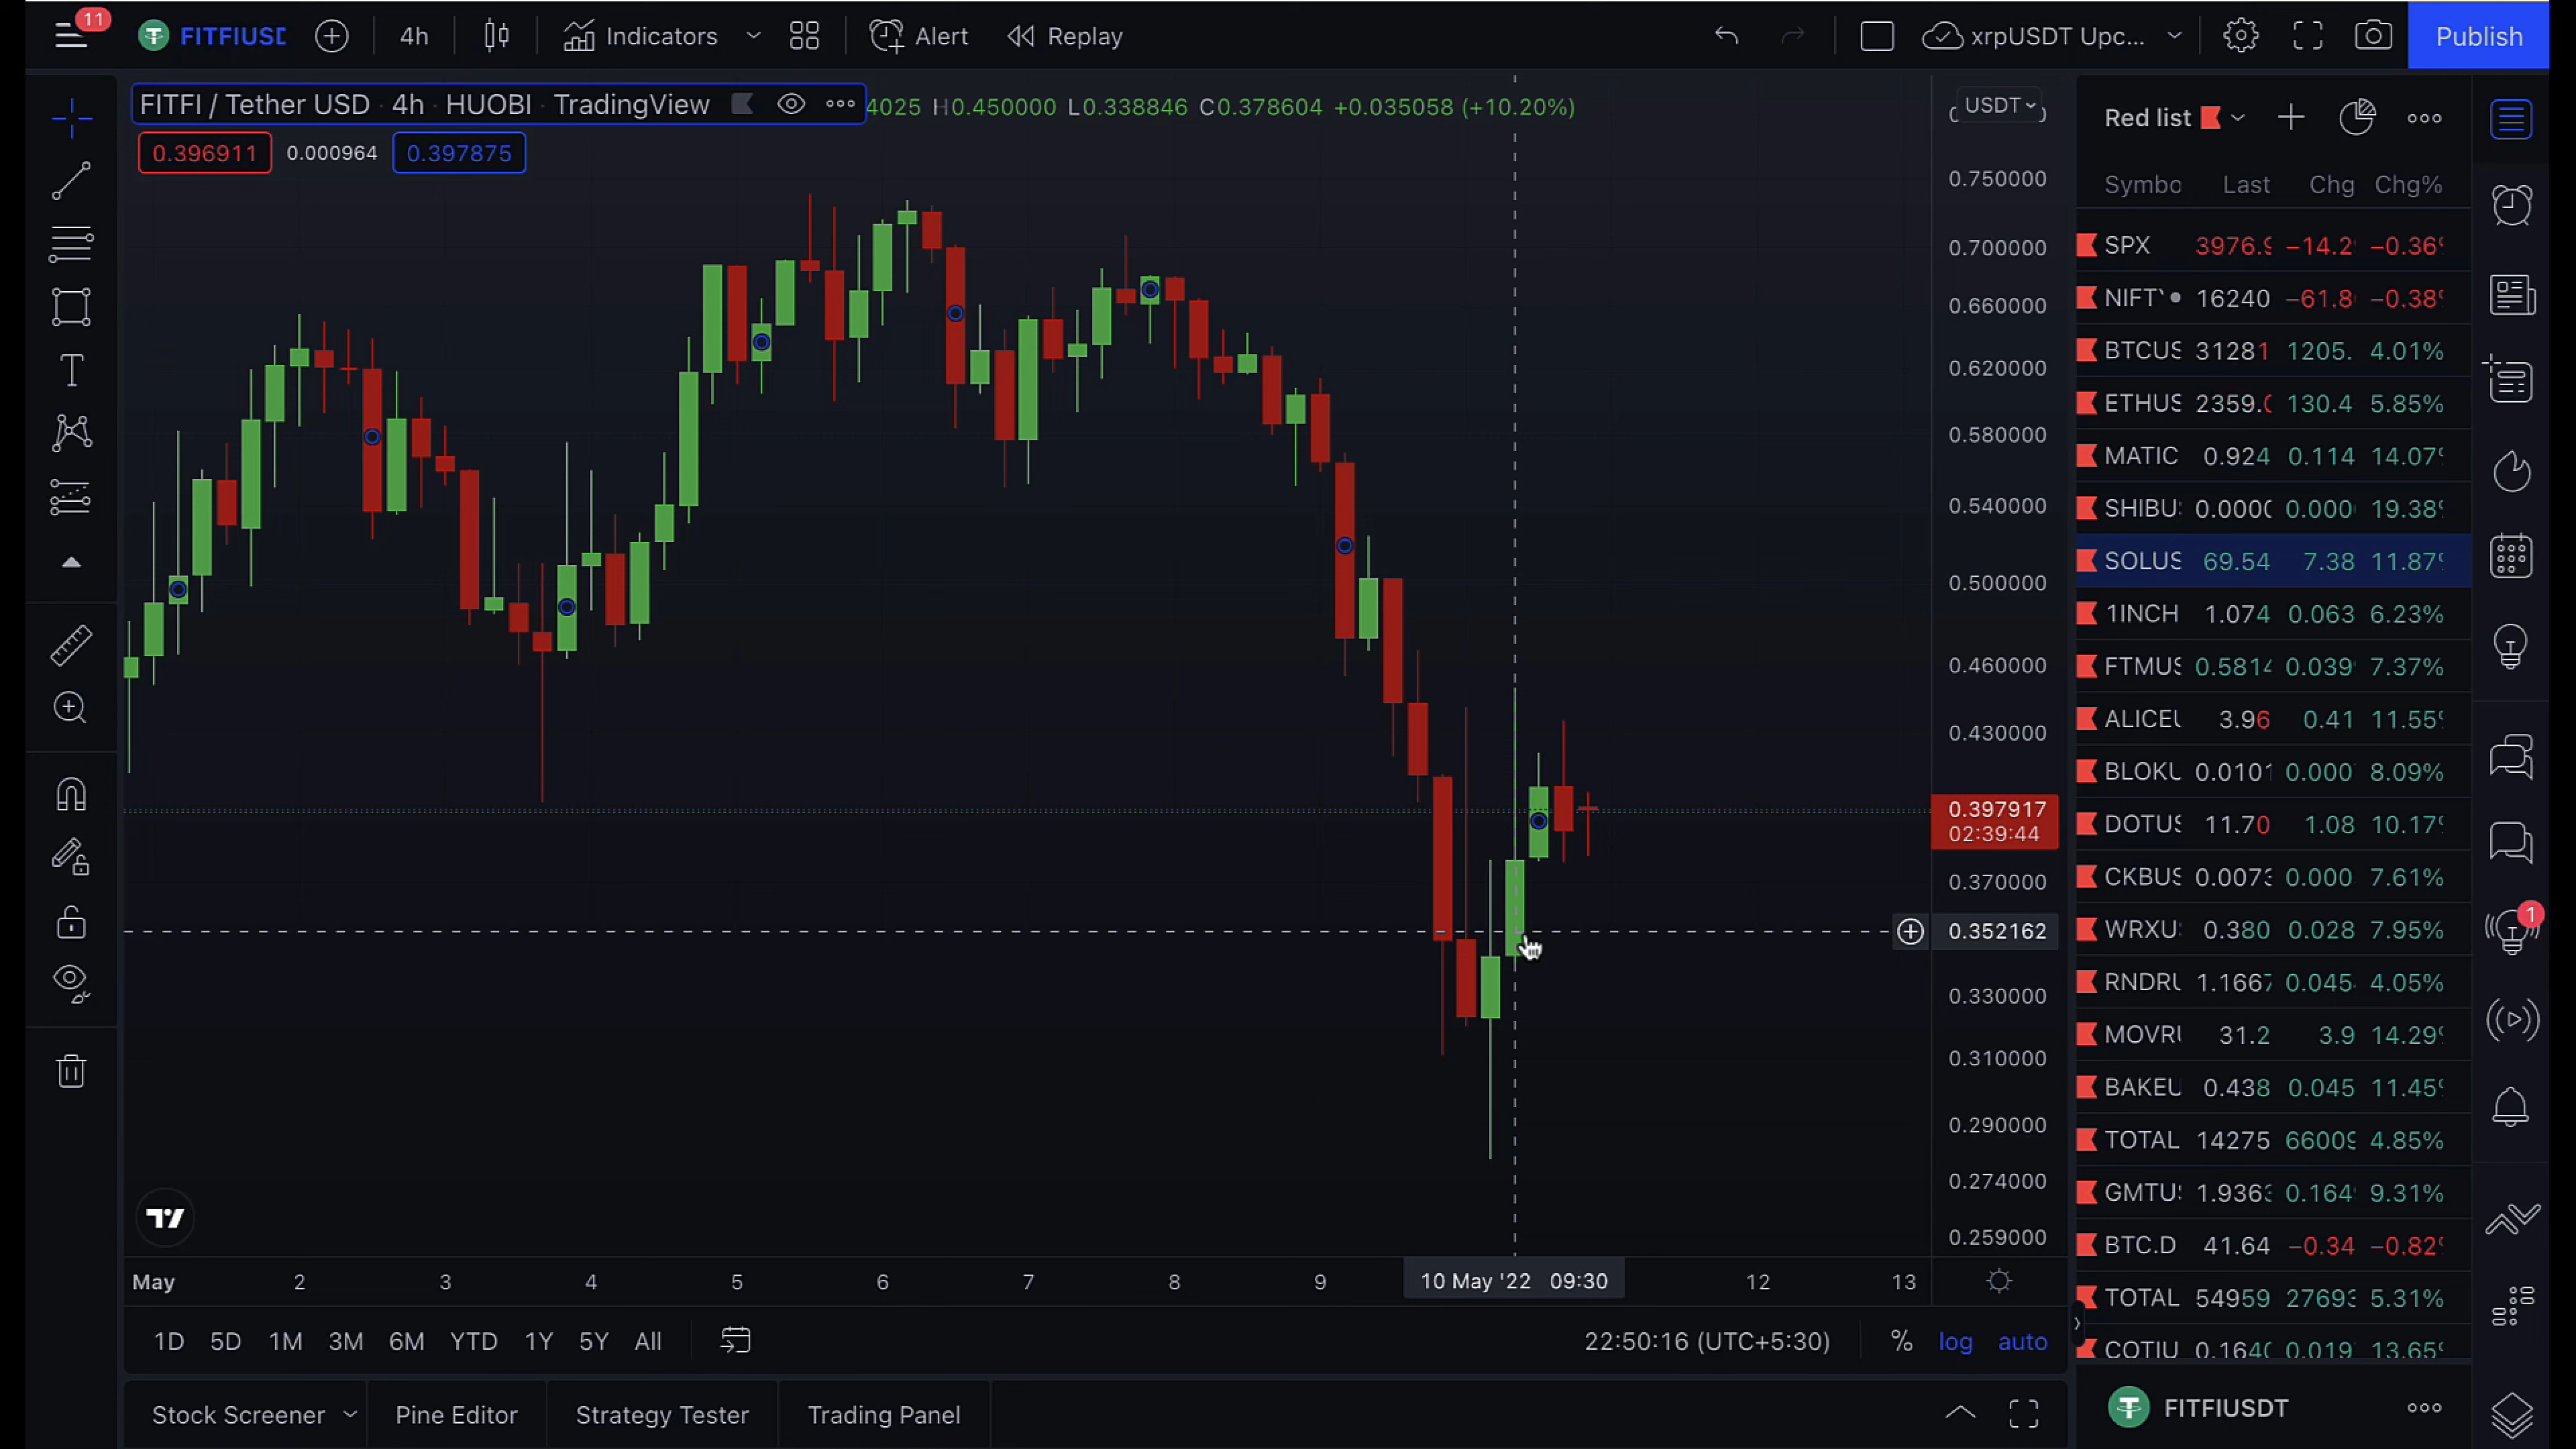 11 FITFIUSD 4h Indicators Alert Replay xrpUSDT Upc... Publish
FITFI / Tether USD · 4h · HUOBI · TradingView 4025 H0.450000 L0.338846 C0.378604 +0.035058 (+10.20%) USDT
0.396911 0.000964 0.397875
0.750000
0.700000
0.660000
0.620000
0.580000
0.540000
0.500000
0.460000
0.430000
0.397917
02:39:44
0.370000
0.352162
0.330000
0.310000
0.290000
0.274000
0.259000
May 2 3 4 5 6 7 8 9 10 May '22 09:30 12 13
1D 5D 1M 3M 6M YTD 1Y 5Y All 22:50:16 (UTC+5:30) % log auto
Stock Screener Pine Editor Strategy Tester Trading Panel
Red list
Symbo Last Chg Chg%
SPX 3976.9 −14.2 −0.36
NIFTY 16240 −61.8 −0.38
BTCUS 31281 1205. 4.01%
ETHUS 2359.0 130.4 5.85%
MATIC 0.924 0.114 14.07
SHIBU 0.000 0.000 19.38
SOLUS 69.54 7.38 11.87
1INCH 1.074 0.063 6.23%
FTMUS 0.5814 0.039 7.37%
ALICEU 3.96 0.41 11.55
BLOKU 0.0101 0.000 8.09%
DOTUS 11.70 1.08 10.17
CKBUS 0.0073 0.000 7.61%
WRXU 0.380 0.028 7.95%
RNDRU 1.1667 0.045 4.05%
MOVRU 31.2 3.9 14.29
BAKEU 0.438 0.045 11.45
TOTAL 14275 66009 4.85%
GMTU 1.9363 0.164 9.31%
BTC.D 41.64 −0.34 −0.82
TOTAL 54959 27693 5.31%
COTIU 0.1640 0.019 13.65
1
FITFIUSDT